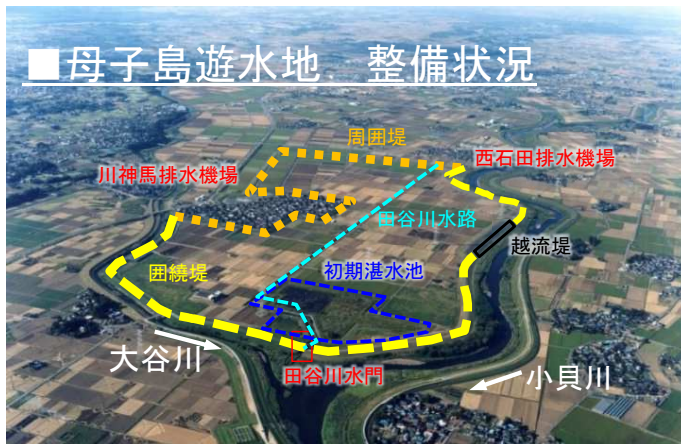 ■母子島遊水地．整備状況
周囲堤
西石田排水機場
川神馬排水機場
田谷川水路
越流堤
囲繞堤
初期湛水池
大谷川
田谷川水門
小貝川